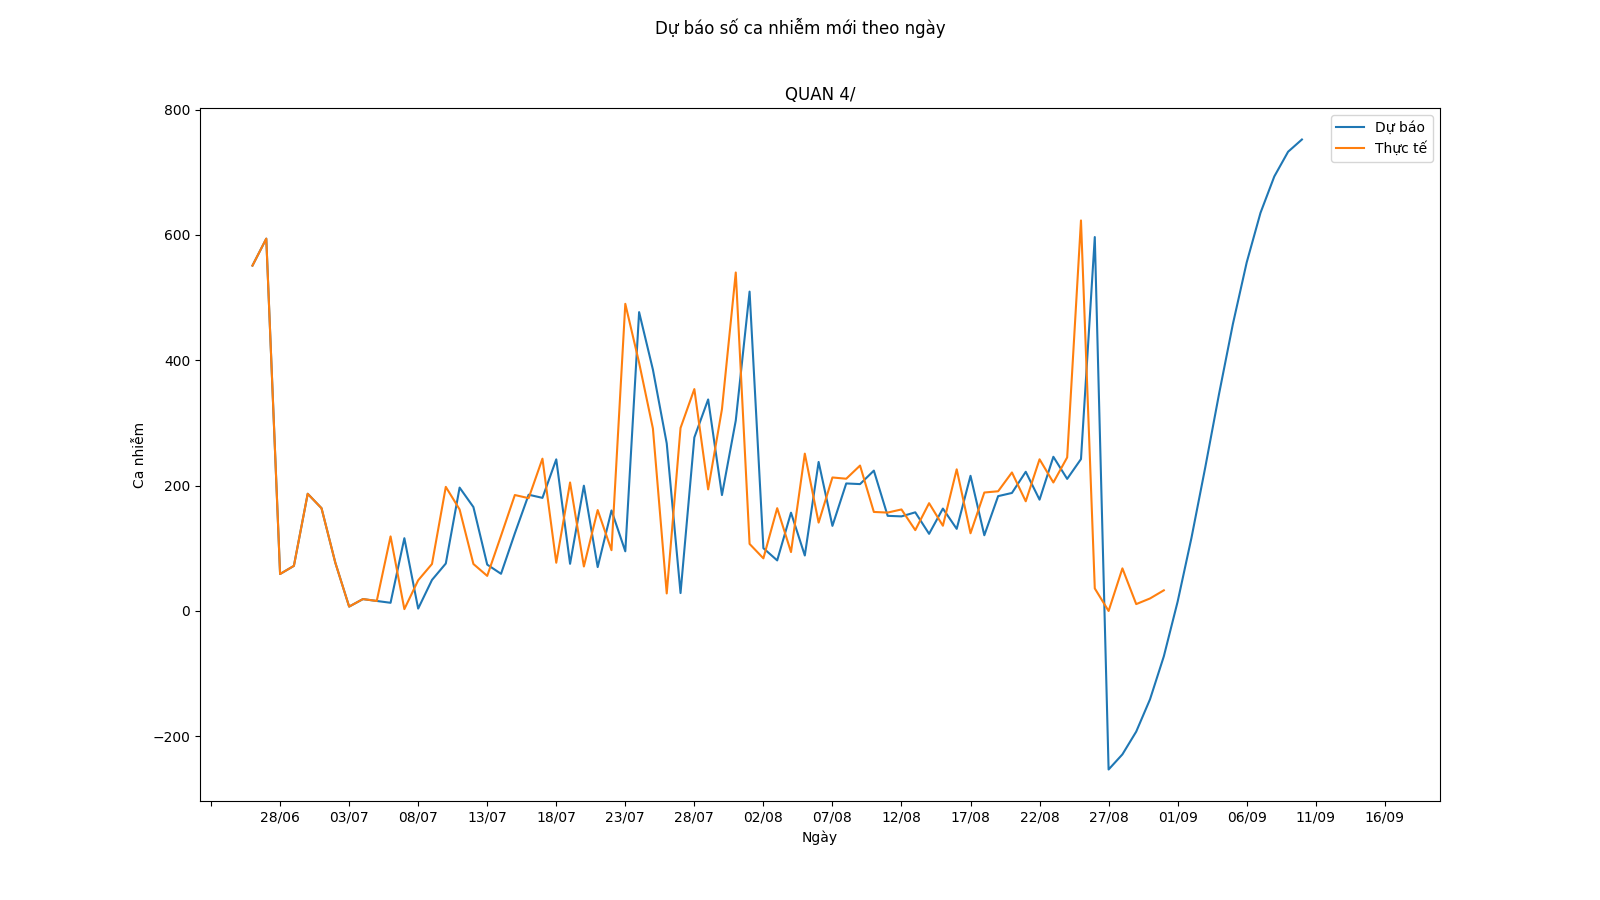 Dự báo số ca nhiễm mới theo ngày
QUAN 4/
800
600
400
200
0
−200
Ca nhiễm
Dự báo
Thực tế
28/06 03/07 08/07 13/07 18/07 23/07 28/07 02/08 07/08 12/08 17/08 22/08 27/08 01/09 06/09 11/09 16/09
Ngày